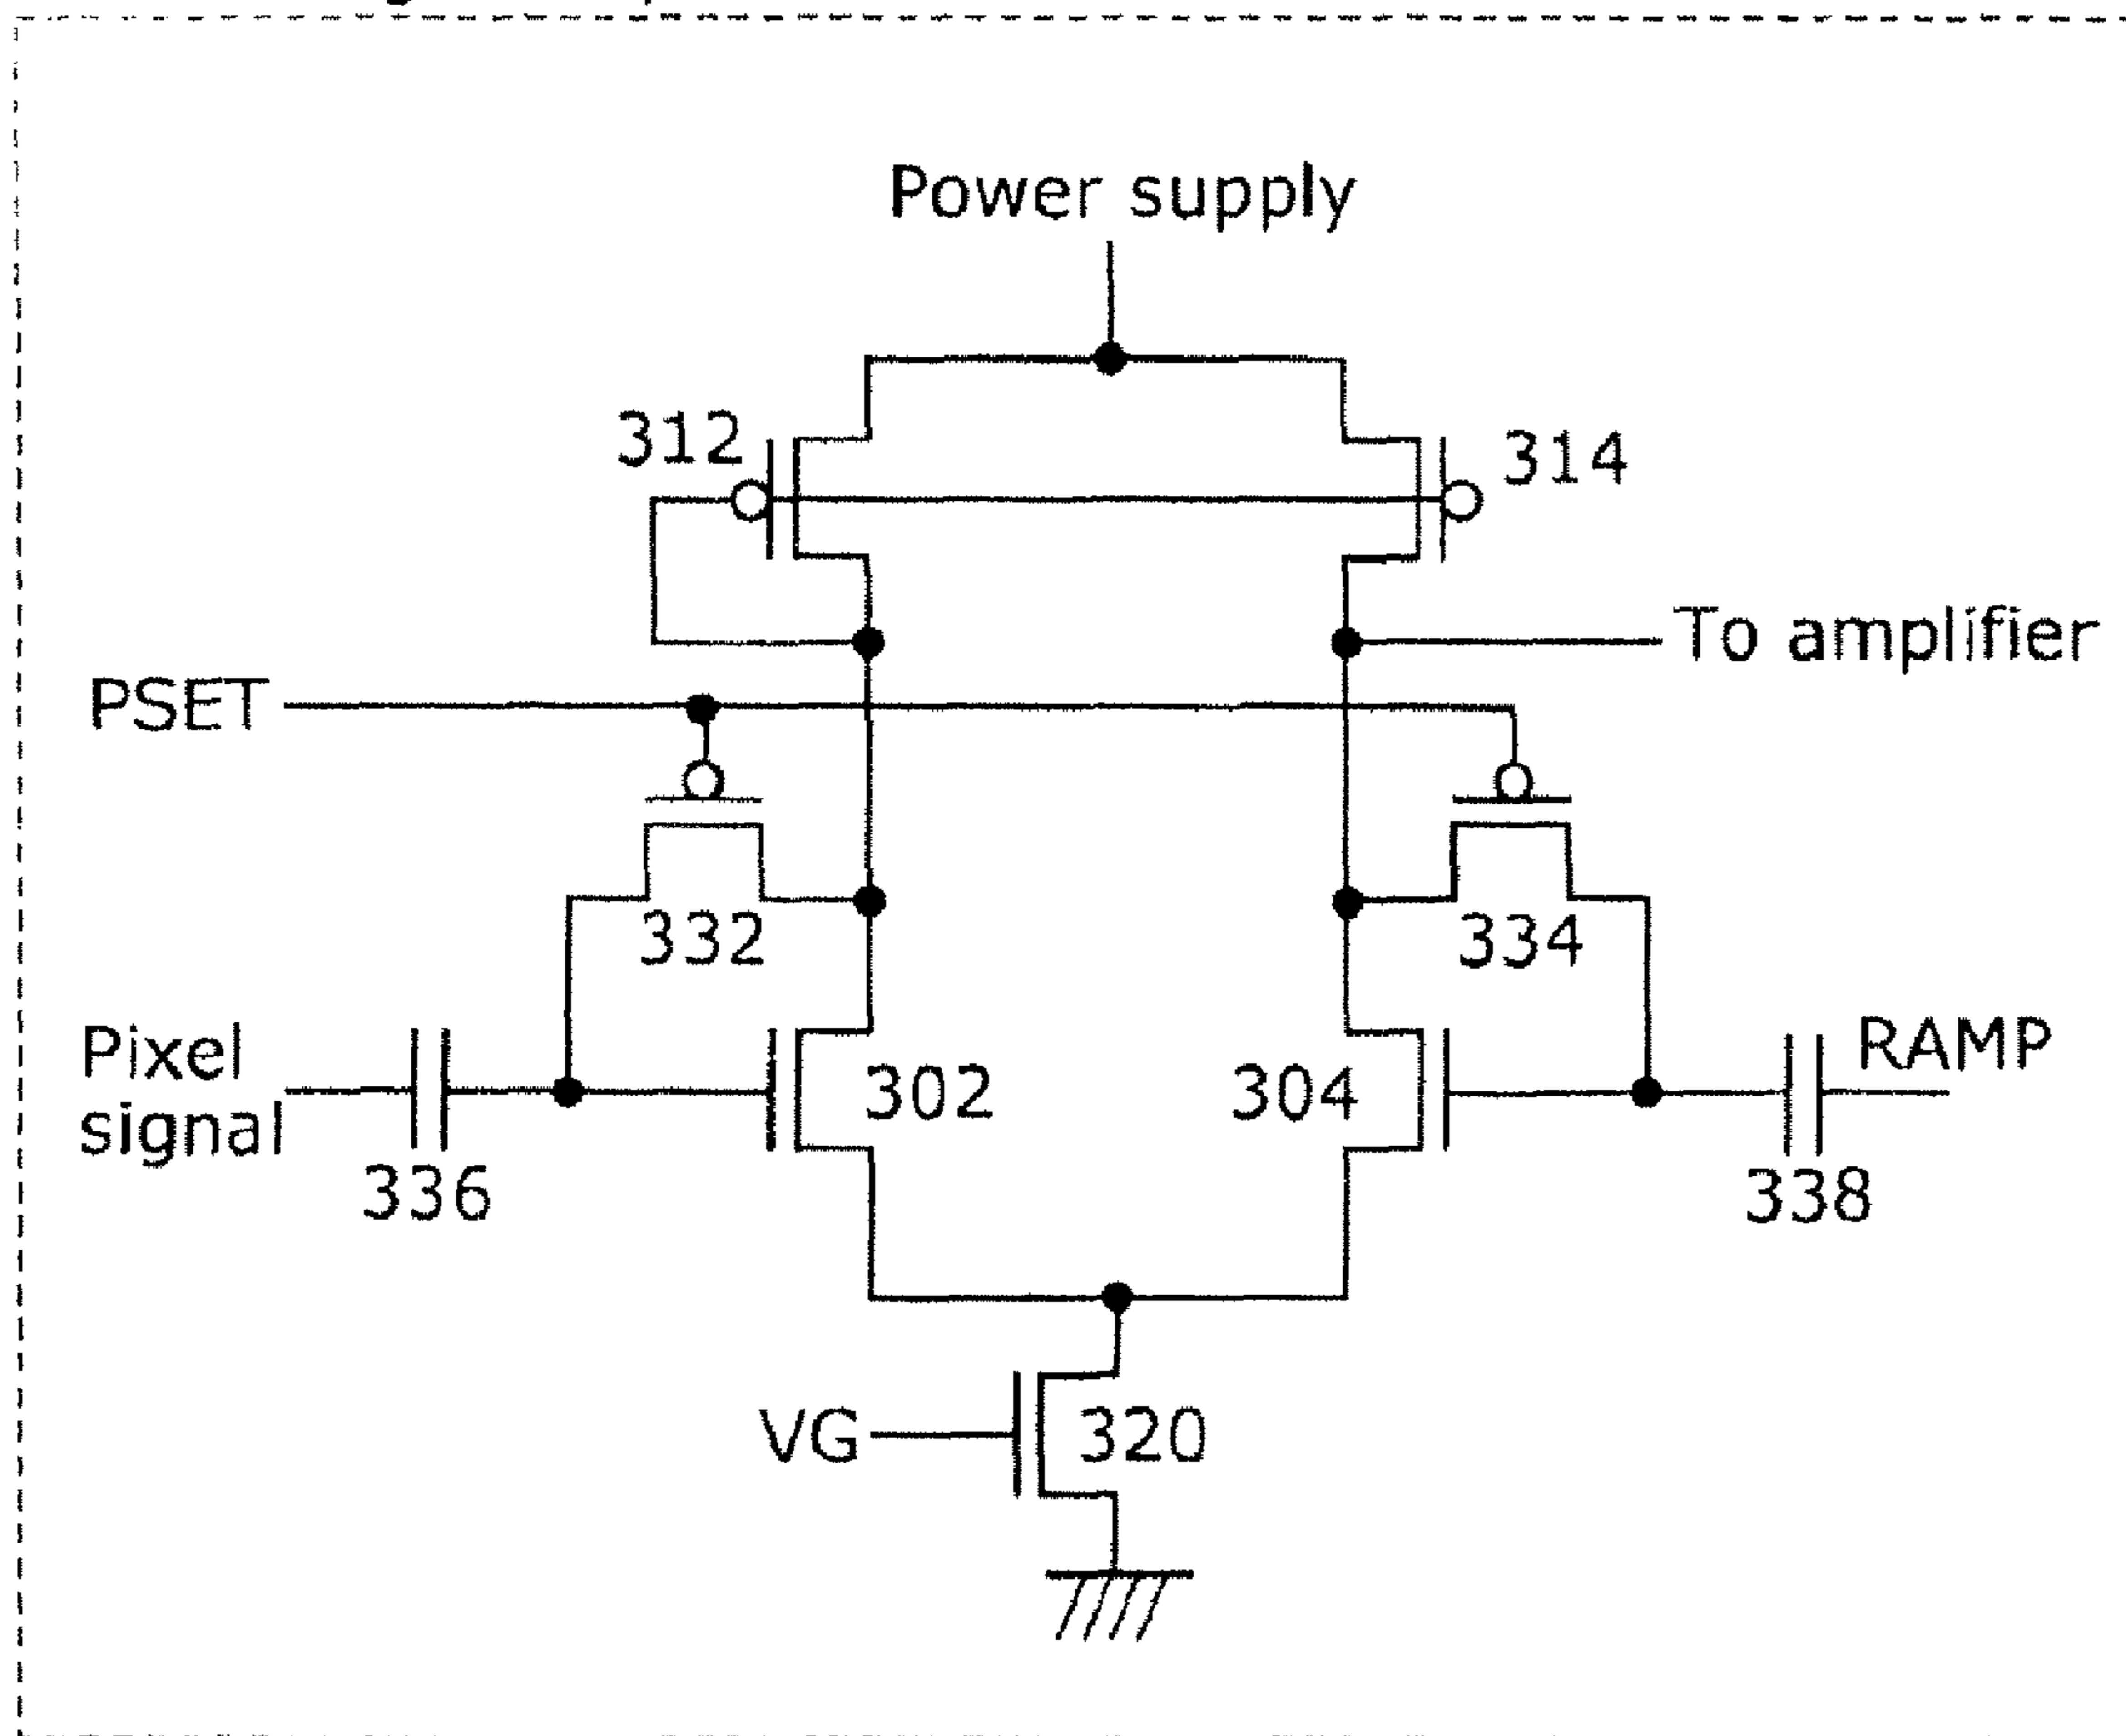 Power supply
312
314
To amplifier
PSET
332
334
Pixel
signal
302
304
RAMP
336
338
VG
320